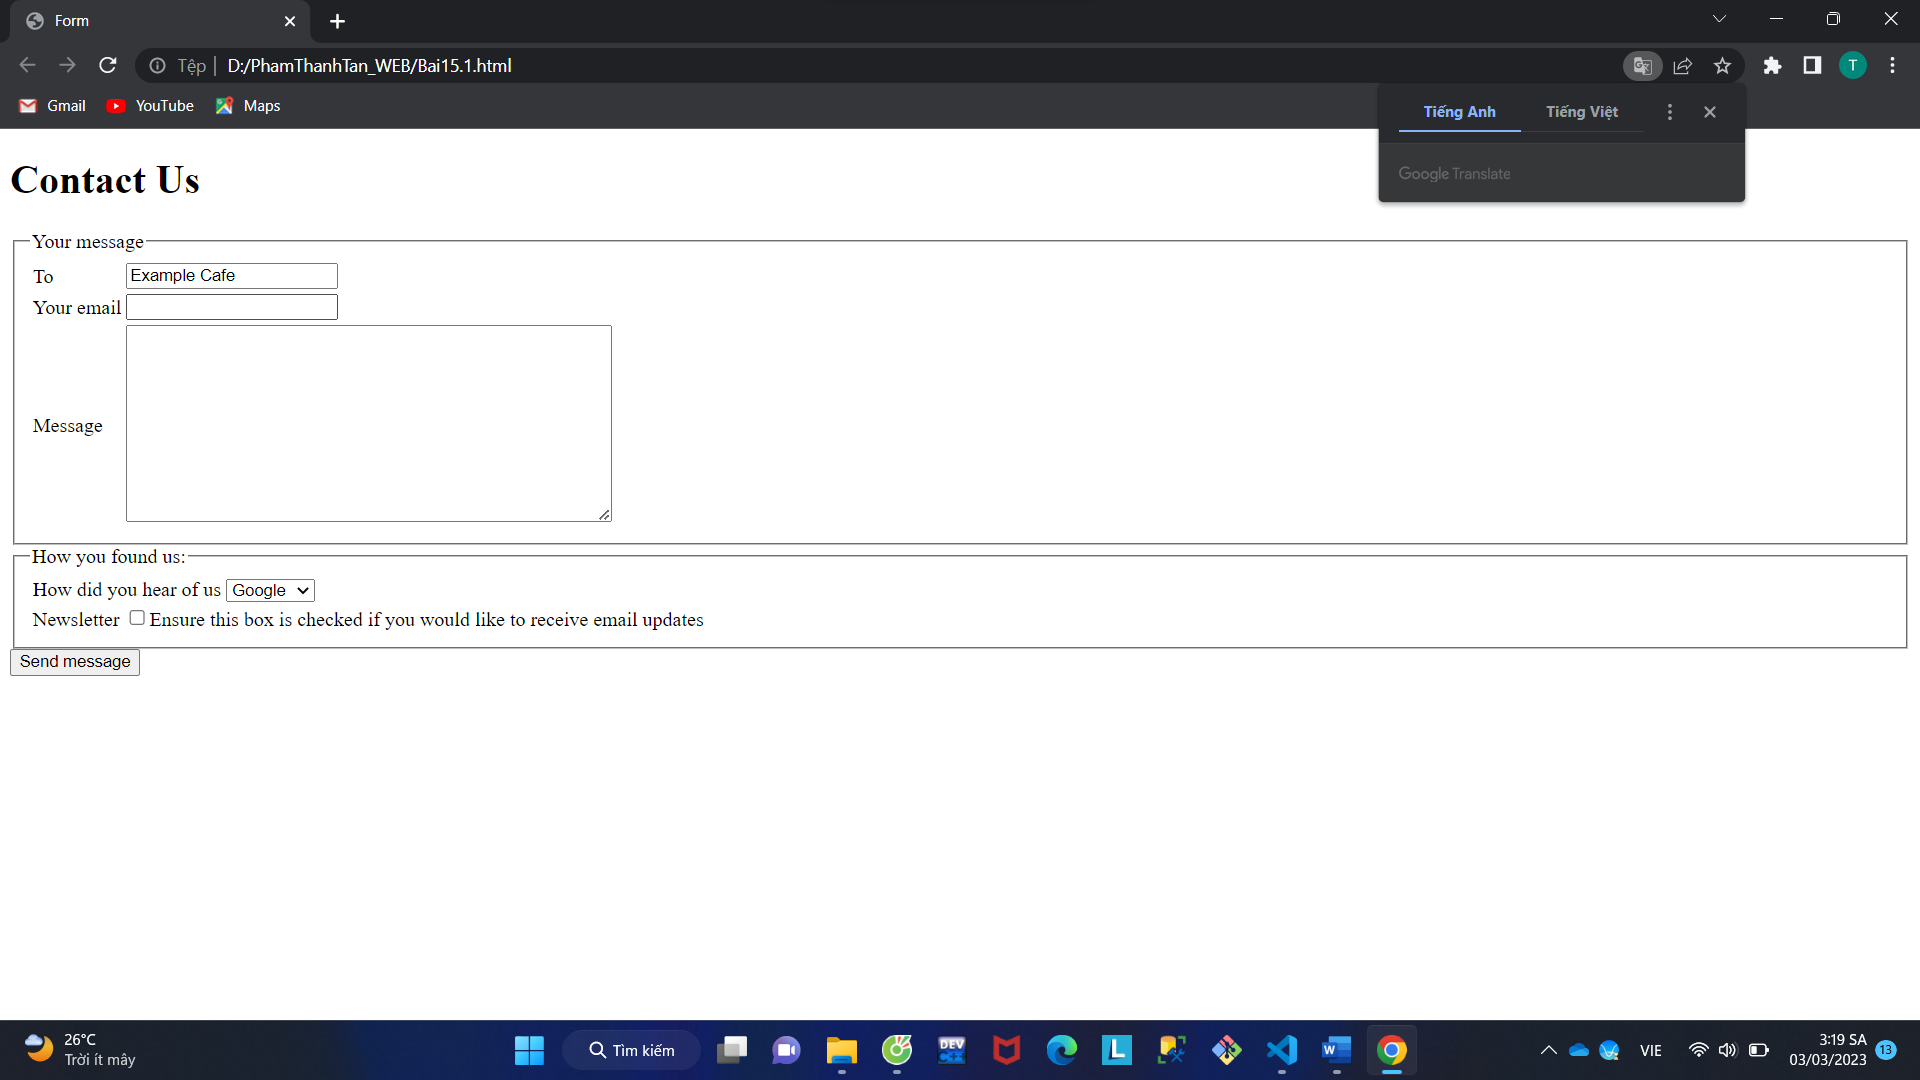 Form
Tệp | D:/PhamThanhTan_WEB/Bai15.1.html
T
Gmail YouTube Maps
Tiếng Anh Tiếng Việt
Google Translate
Contact Us
Your message
To Example Cafe
Your email
Message
How you found us:
How did you hear of us Google
Newsletter Ensure this box is checked if you would like to receive email updates
Send message
26°C
Trời ít mây
Tìm kiếm
DEV
C++
L
W
VIE
3:19 SA
03/03/2023
13